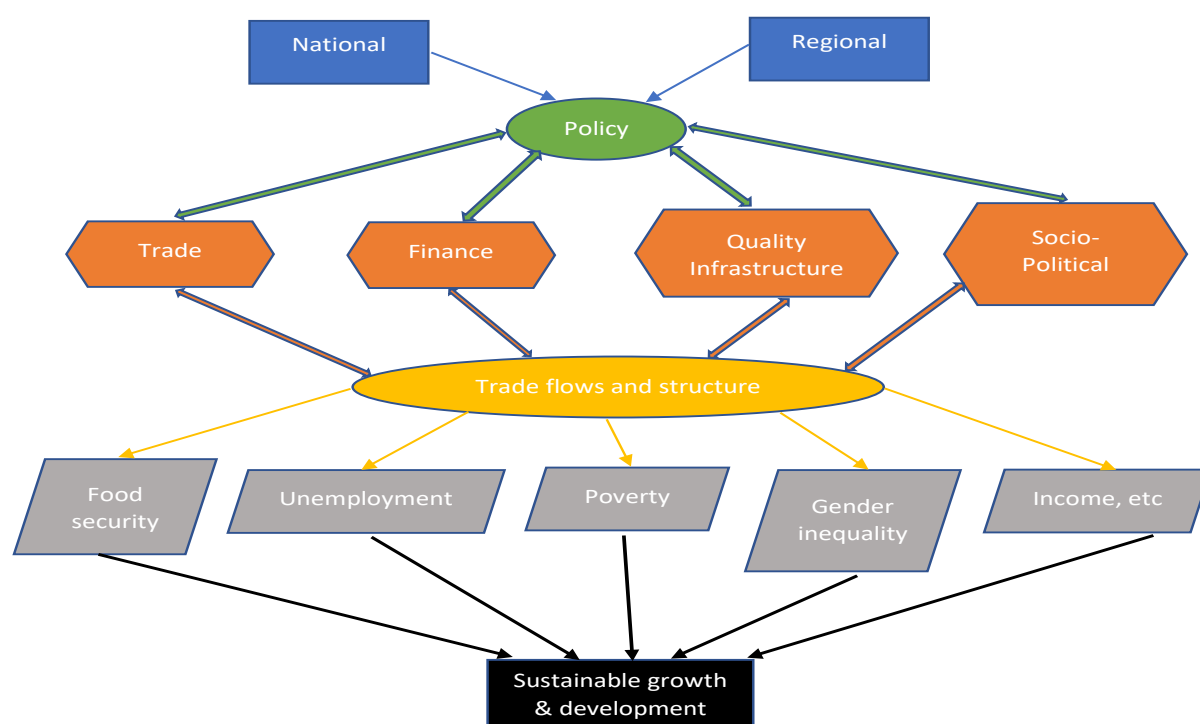 National
Regional
Policy
Trade
Finance
Quality
Infrastructure
Socio-
Political
Trade flows and structure
Food
security
Unemployment
Poverty
Gender
inequality
Income, etc
Sustainable growth
& development